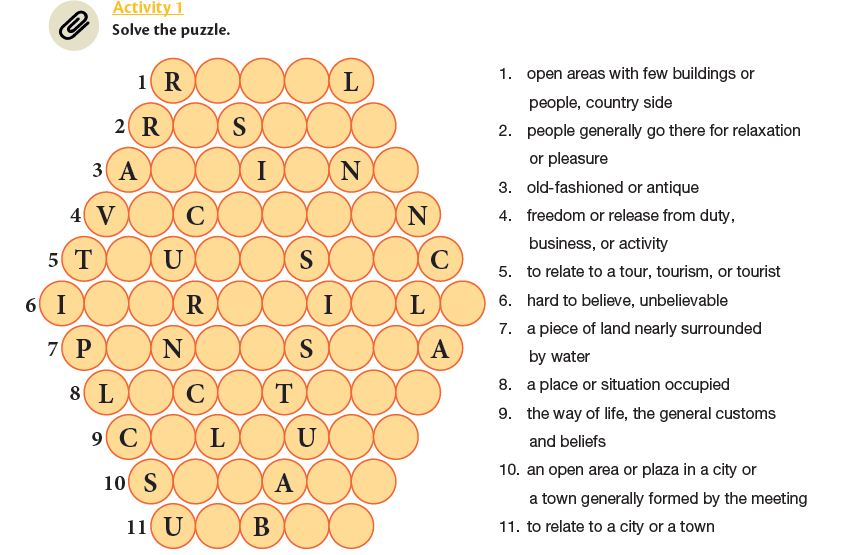 Activity 1
Solve the puzzle.
1 R L
2 R S
3 A I N
4 V C N
5 T U S C
6 I R I L
7 P N S A
8 L C T
9 C L U
10 S A
11 U B
1. open areas with few buildings or
people, country side
2. people generally go there for relaxation
or pleasure
3. old-fashioned or antique
4. freedom or release from duty,
business, or activity
5. to relate to a tour, tourism, or tourist
6. hard to believe, unbelievable
7. a piece of land nearly surrounded
by water
8. a place or situation occupied
9. the way of life, the general customs
and beliefs
10. an open area or plaza in a city or
a town generally formed by the meeting
11. to relate to a city or a town